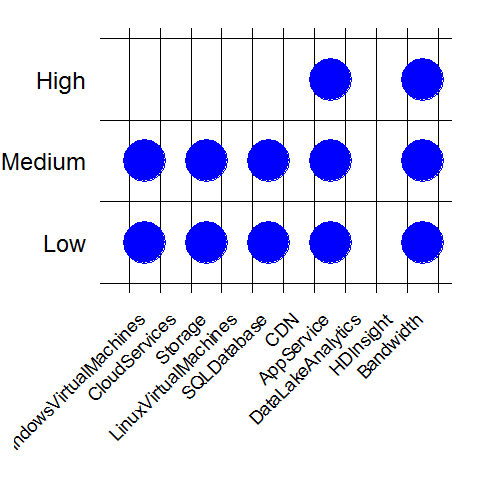 High
Medium
Low
ndowsVirtualMachines
CloudServices
Storage
LinuxVirtualMachines
SQLDatabase
CDN
AppService
DataLakeAnalytics
HDInsight
Bandwidth